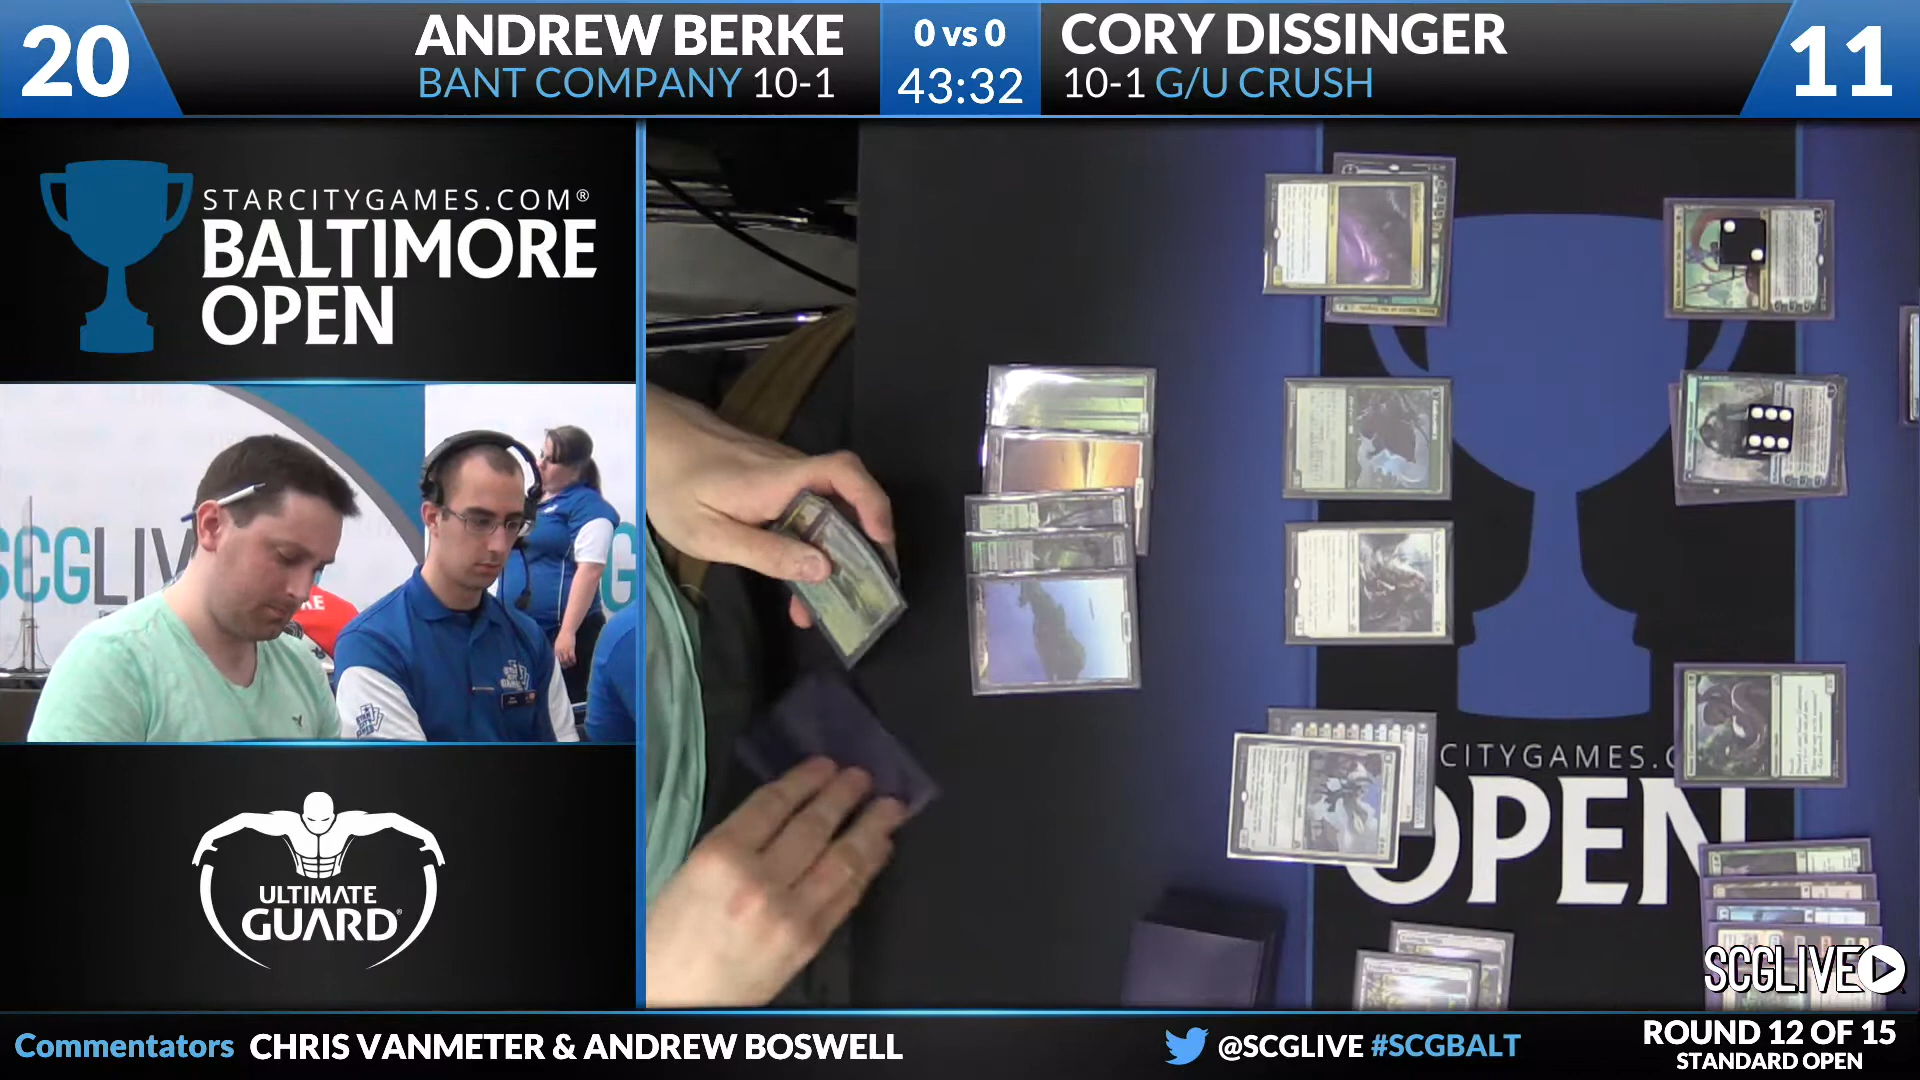 20
ANDREW BERKE
BANT COMPANY 10-1
0 vs 0
43:32
CORY DISSINGER
10-1 G/U CRUSH
11
STARCITYGAMES.COM®
BALTIMORE
OPEN
SCGLIV
G
ULTIMATE
GUARD®
CITYGAMES.C
OPEN
SCGLIVE
Commentators CHRIS VANMETER & ANDREW BOSWELL
@SCGLIVE #SCGBALT
ROUND 12 OF 15
STANDARD OPEN